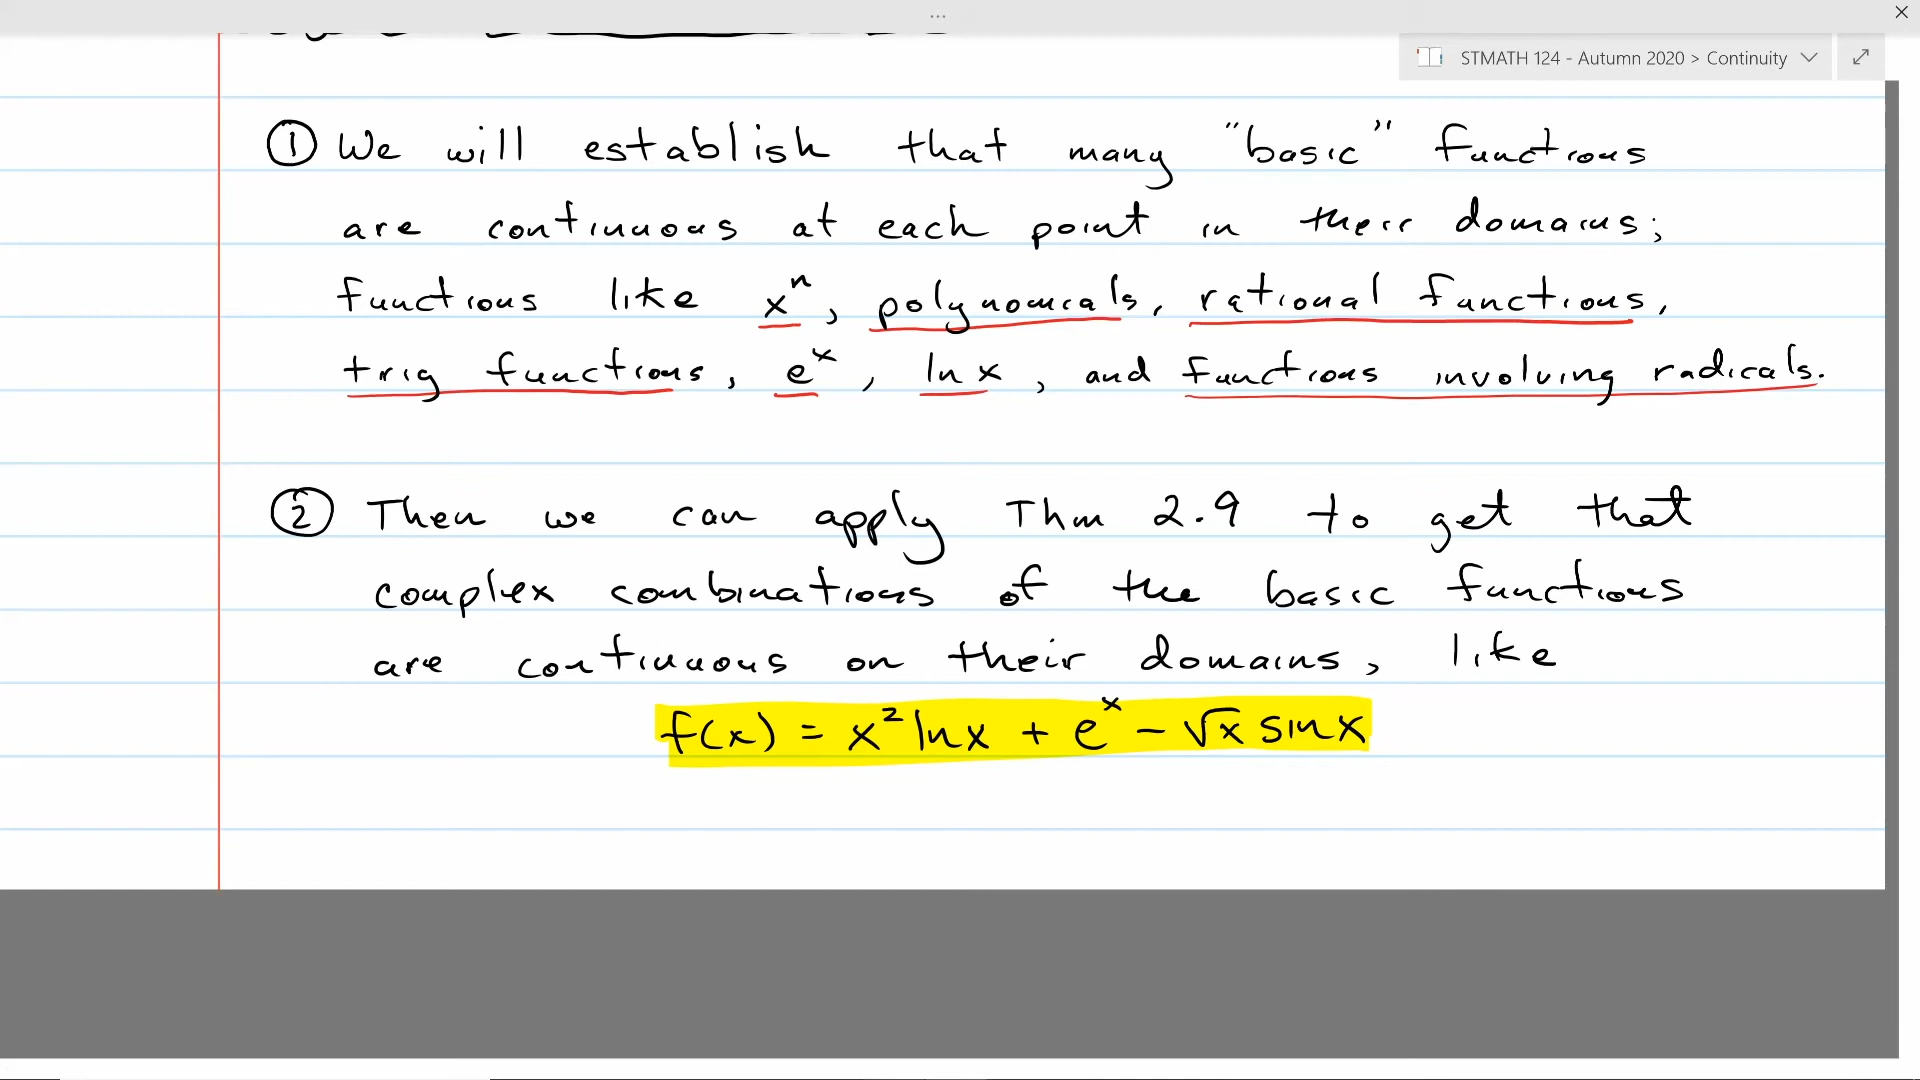 ...
STMATH 124 - Autumn 2020 > Continuity
① We will establish that many "basic" functions
are continuous at each point in their domains;
functions like xⁿ, polynomials, rational functions,
trig functions, eˣ, ln x, and functions involving radicals.
② Then we can apply Thm 2.9 to get that
complex combinations of the basic functions
are continuous on their domains, like
f(x) = x² ln x + eˣ − √x sin x